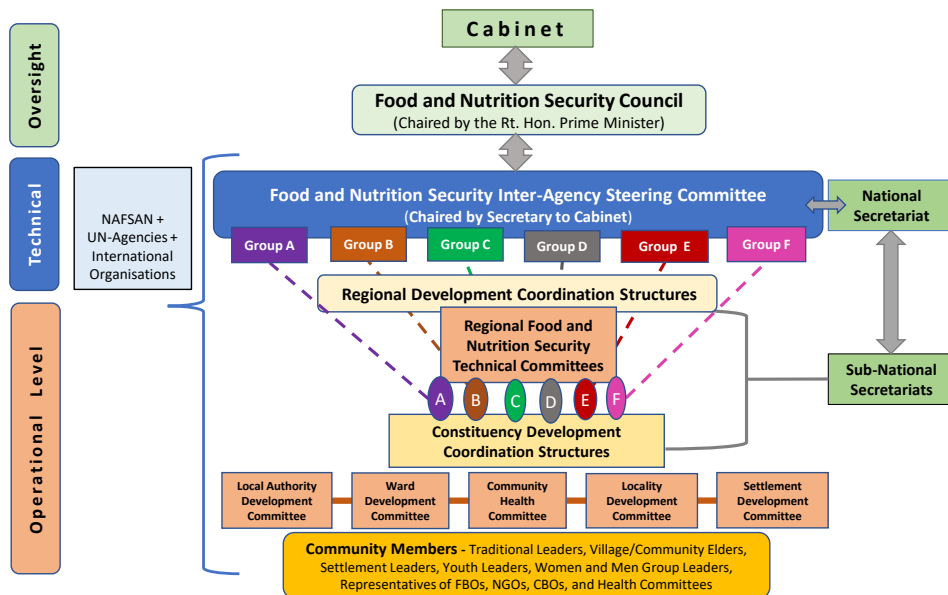 Cabinet
Oversight
Food and Nutrition Security Council
(Chaired by the Rt. Hon. Prime Minister)
Technical
NAFSAN +
UN-Agencies +
International
Organisations
Food and Nutrition Security Inter-Agency Steering Committee
(Chaired by Secretary to Cabinet)
National
Secretariat
Group A
Group B
Group C
Group D
Group E
Group F
Regional Development Coordination Structures
Operational Level
Regional Food and
Nutrition Security
Technical Committees
Sub-National
Secretariats
A
B
C
D
E
F
Constituency Development
Coordination Structures
Local Authority
Development
Committee
Ward
Development
Committee
Community
Health
Committee
Locality
Development
Committee
Settlement
Development
Committee
Community Members - Traditional Leaders, Village/Community Elders,
Settlement Leaders, Youth Leaders, Women and Men Group Leaders,
Representatives of FBOs, NGOs, CBOs, and Health Committees